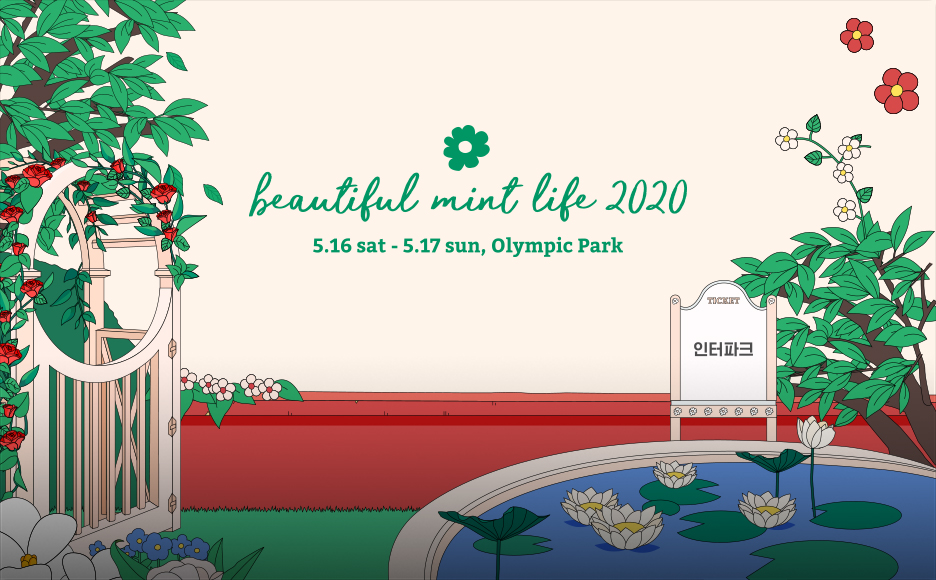 beautiful mint life 2020
5.16 sat - 5.17 sun, Olympic Park
TICKET
인터파크